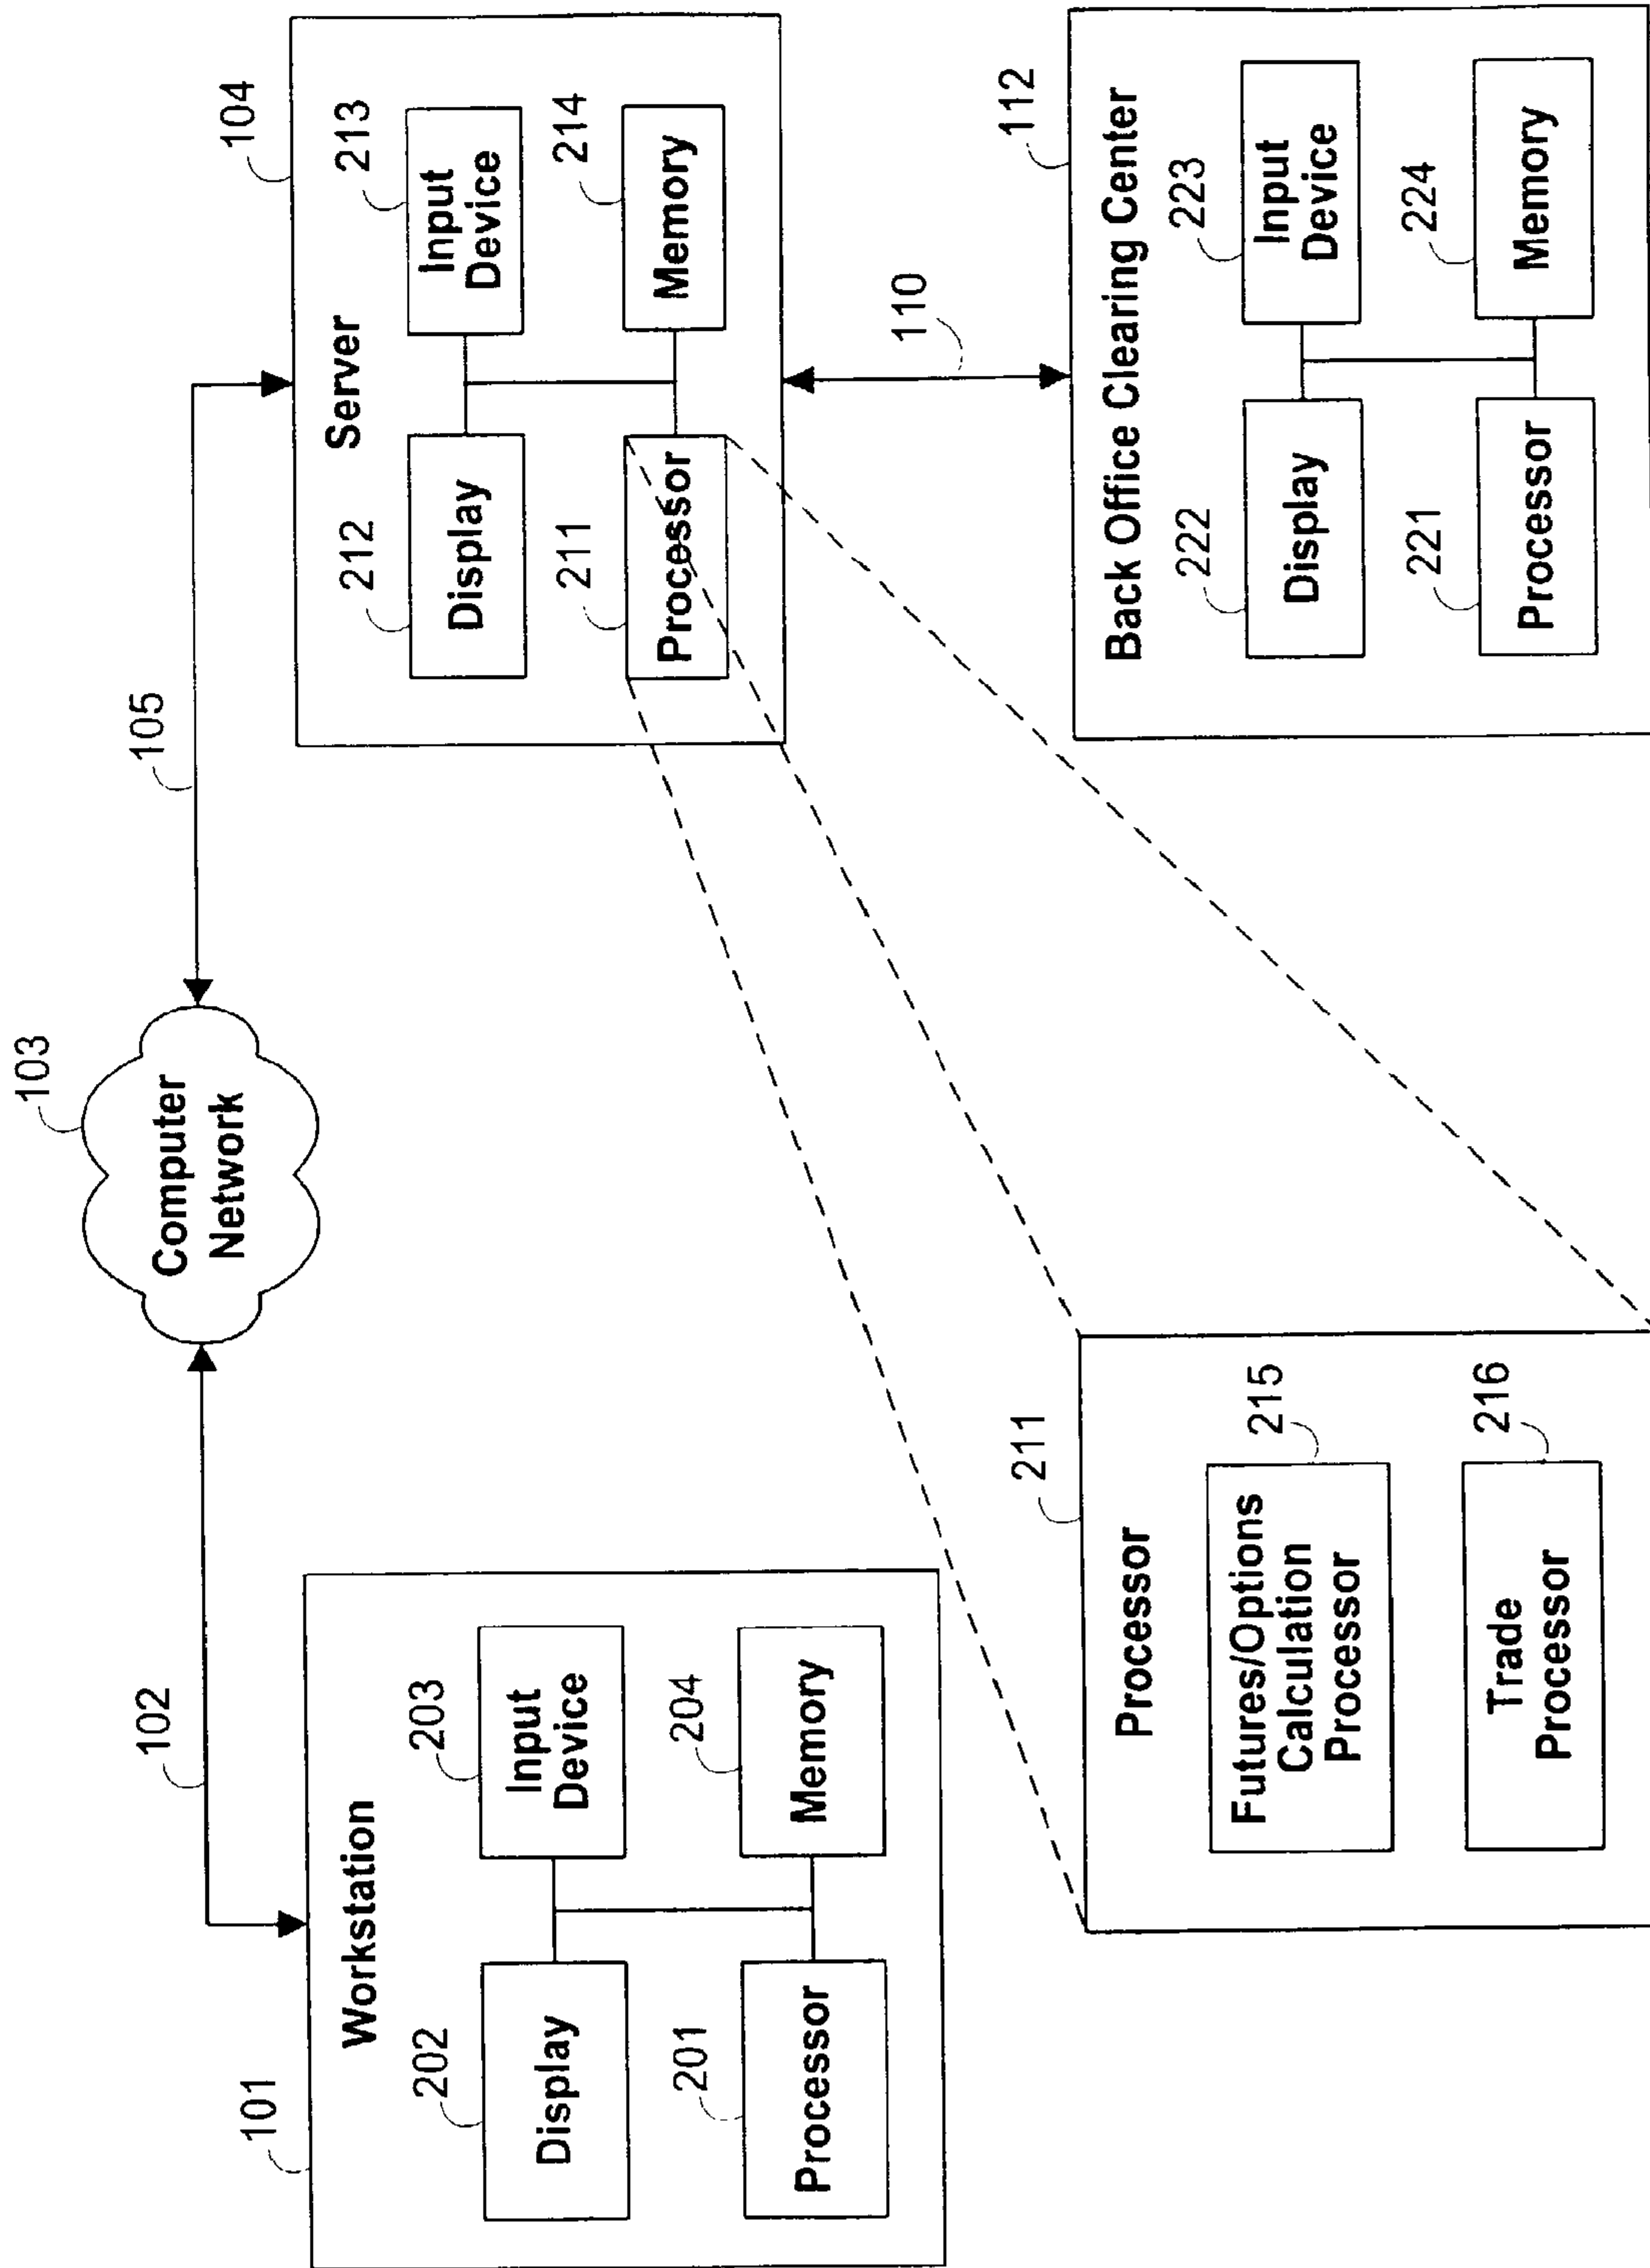 103
Computer
Network
102
105
101
Workstation
202
Display
203
Input
Device
201
Processor
204
Memory
104
Server
212
Display
213
Input
Device
211
Processor
214
Memory
110
112
Back Office Clearing Center
222
Display
223
Input
Device
221
Processor
224
Memory
211
Processor
Futures/Options
Calculation
Processor
215
Trade
Processor
216